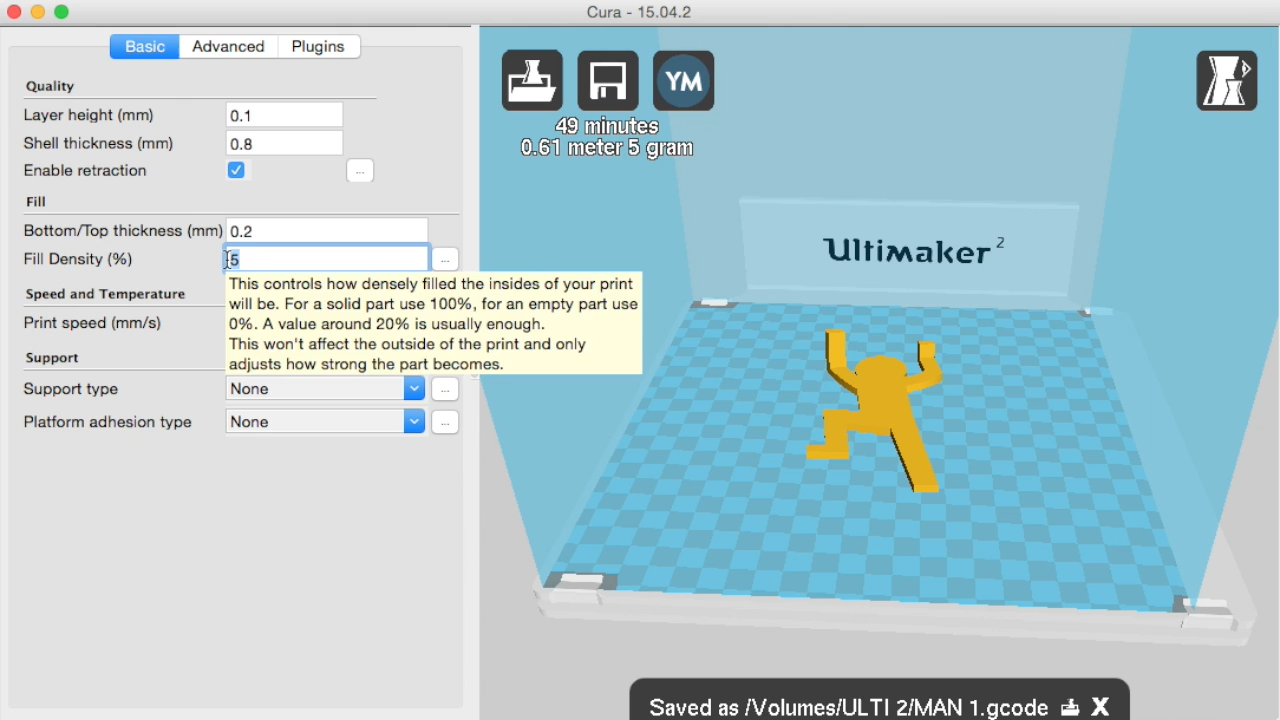 Cura - 15.04.2
Basic
Advanced
Plugins
Quality
Layer height (mm)
0.1
Shell thickness (mm)
0.8
Enable retraction
...
Fill
Bottom/Top thickness (mm)
0.2
Fill Density (%)
5
...
This controls how densely filled the insides of your print
will be. For a solid part use 100%, for an empty part use
0%. A value around 20% is usually enough.
This won't affect the outside of the print and only
adjusts how strong the part becomes.
Speed and Temperature
Print speed (mm/s)
Support
Support type
None
...
Platform adhesion type
None
...
YM
49 minutes
0.61 meter 5 gram
Ultimaker²
Saved as /Volumes/ULTI 2/MAN 1.gcode
X